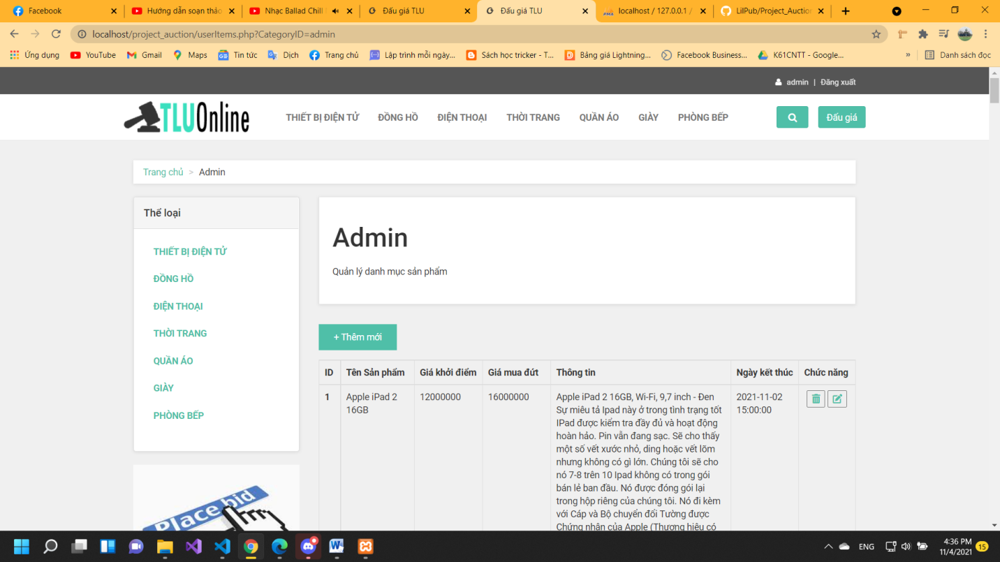 Facebook
Hướng dẫn soạn thảo
Nhạc Ballad Chill
Đấu giá TLU
Đấu giá TLU
localhost / 127.0.0.1 /
LilPub/Project_Auction
localhost/project_auction/userItems.php?CategoryID=admin
Ứng dụng
YouTube
Gmail
Maps
Tin tức
Dịch
Trang chủ
Lập trình mỗi ngày...
Sách học tricker - T...
Bảng giá Lightning...
Facebook Business...
K61CNTT - Google...
»
Danh sách đọc
admin | Đăng xuất
TLUOnline
THIẾT BỊ ĐIỆN TỬ
ĐỒNG HỒ
ĐIỆN THOẠI
THỜI TRANG
QUẦN ÁO
GIÀY
PHÒNG BẾP
Đấu giá
Trang chủ > Admin
Thể loại
THIẾT BỊ ĐIỆN TỬ
ĐỒNG HỒ
ĐIỆN THOẠI
THỜI TRANG
QUẦN ÁO
GIÀY
PHÒNG BẾP
Place bid
Admin
Quản lý danh mục sản phẩm
+ Thêm mới
ID
Tên Sản phẩm
Giá khởi điểm
Giá mua đứt
Thông tin
Ngày kết thúc
Chức năng
1
Apple iPad 2
16GB
12000000
16000000
Apple iPad 2 16GB, Wi-Fi, 9,7 inch - Đen
Sự miêu tả Ipad này ở trong tình trạng tốt
IPad được kiểm tra đầy đủ và hoạt động
hoàn hảo. Pin vẫn đang sạc. Sẽ cho thấy
một số vết xước nhỏ, ding hoặc vết lõm
nhưng không có gì lớn. Chúng tôi sẽ cho
nó 7-8 trên 10 Ipad không có trong gói
bán lẻ ban đầu. Nó được đóng gói lại
trong hộp riêng của chúng tôi. Nó đi kèm
với Cáp và Bộ chuyển đổi Tường được
Chứng nhận của Apple (Thương hiệu có
2021-11-02
15:00:00
ENG
4:36 PM
11/4/2021
15